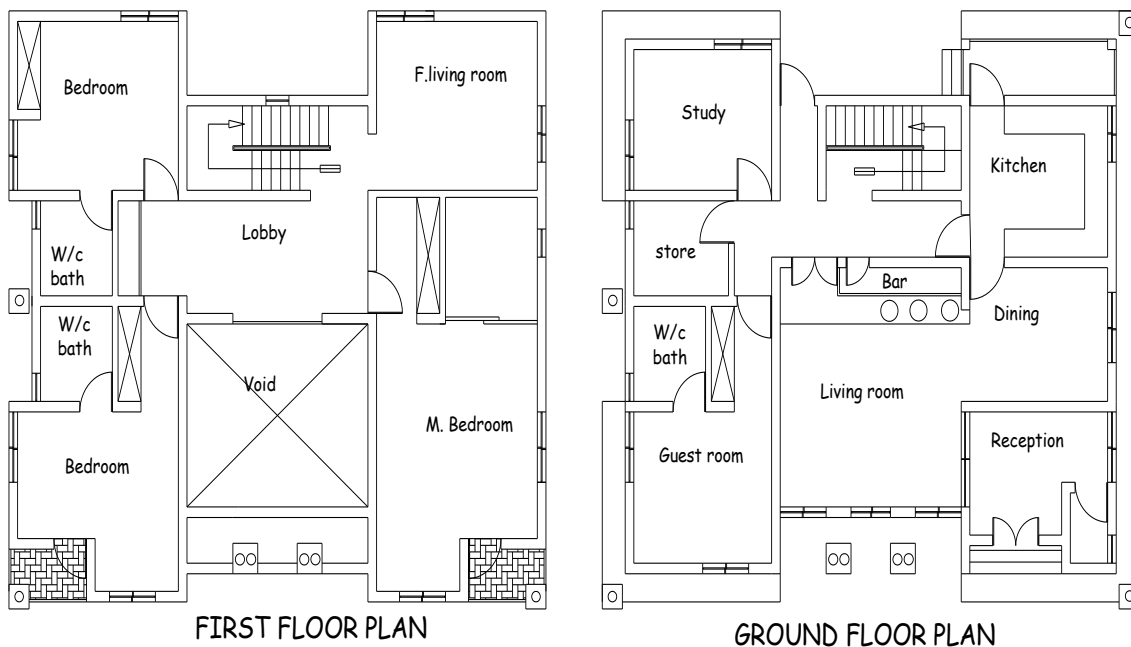 Bedroom
F.living room
Lobby
W/c
bath
W/c
bath
Void
M. Bedroom
Bedroom
FIRST FLOOR PLAN
Study
Kitchen
store
Bar
Dining
W/c
bath
Living room
Guest room
Reception
GROUND FLOOR PLAN